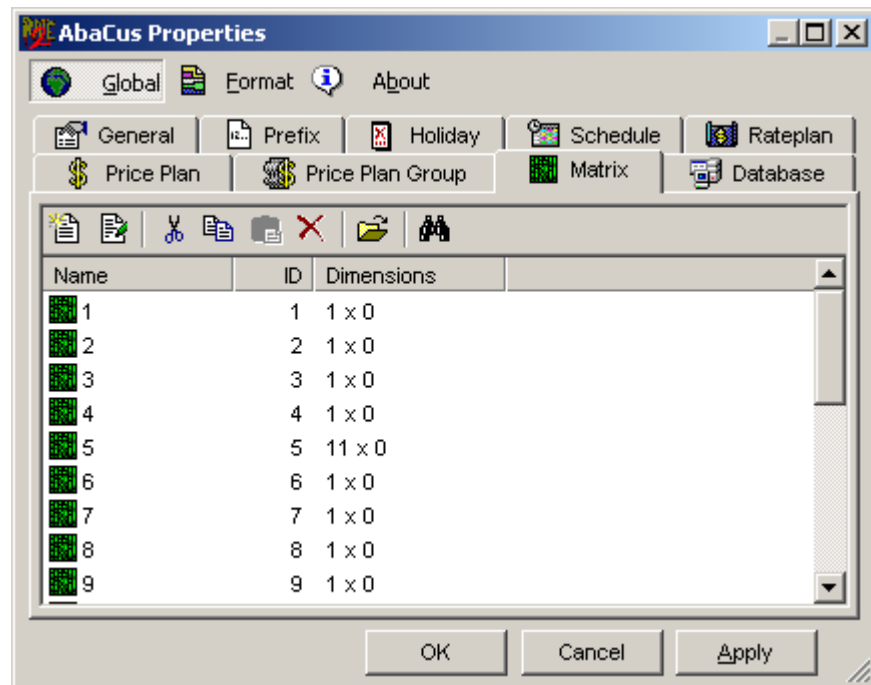 AbaCus Properties
Global Format About
General Prefix Holiday Schedule Rateplan
Price Plan Price Plan Group Matrix Database
Name ID Dimensions
1 1 1 x 0
2 2 1 x 0
3 3 1 x 0
4 4 1 x 0
5 5 11 x 0
6 6 1 x 0
7 7 1 x 0
8 8 1 x 0
9 9 1 x 0
OK Cancel Apply